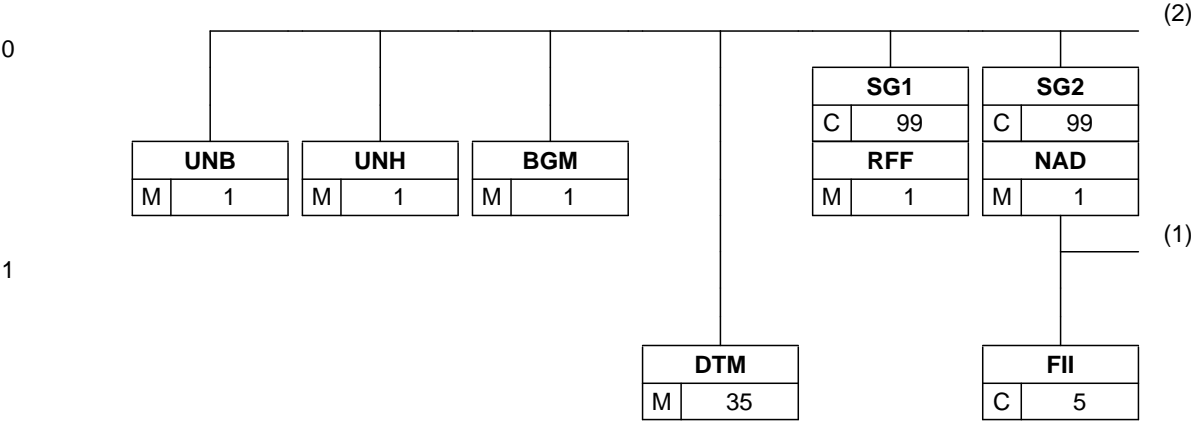 (2)
0
SG1 SG2
C 99 C 99
UNB UNH BGM RFF NAD
M 1 M 1 M 1 M 1 M 1
(1)
1
DTM FII
M 35 C 5